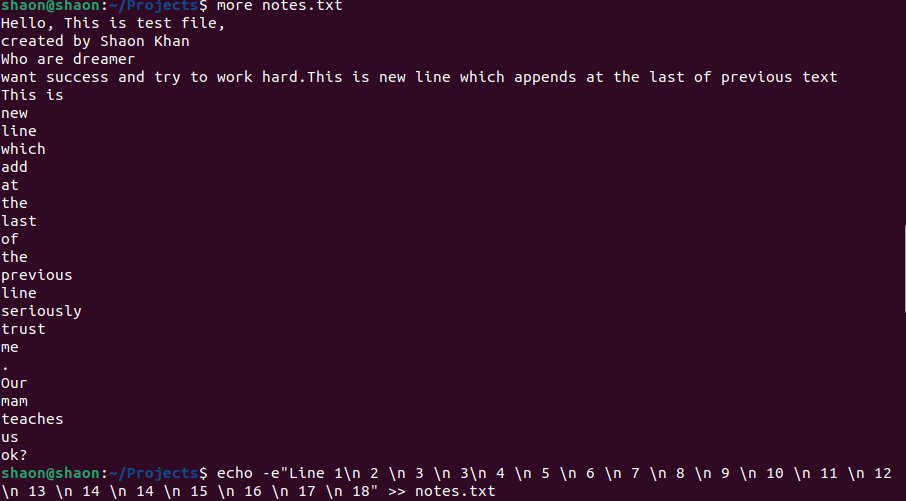 shaon@shaon:~/Projects$ more notes.txt
Hello, This is test file,
created by Shaon Khan
Who are dreamer
want success and try to work hard.This is new line which appends at the last of previous text
This is
new
line
which
add
at
the
last
of
the
previous
line
seriously
trust
me
.
Our
mam
teaches
us
ok?
shaon@shaon:~/Projects$ echo -e"Line 1\n 2 \n 3 \n 3\n 4 \n 5 \n 6 \n 7 \n 8 \n 9 \n 10 \n 11 \n 12
\n 13 \n 14 \n 14 \n 15 \n 16 \n 17 \n 18" >> notes.txt